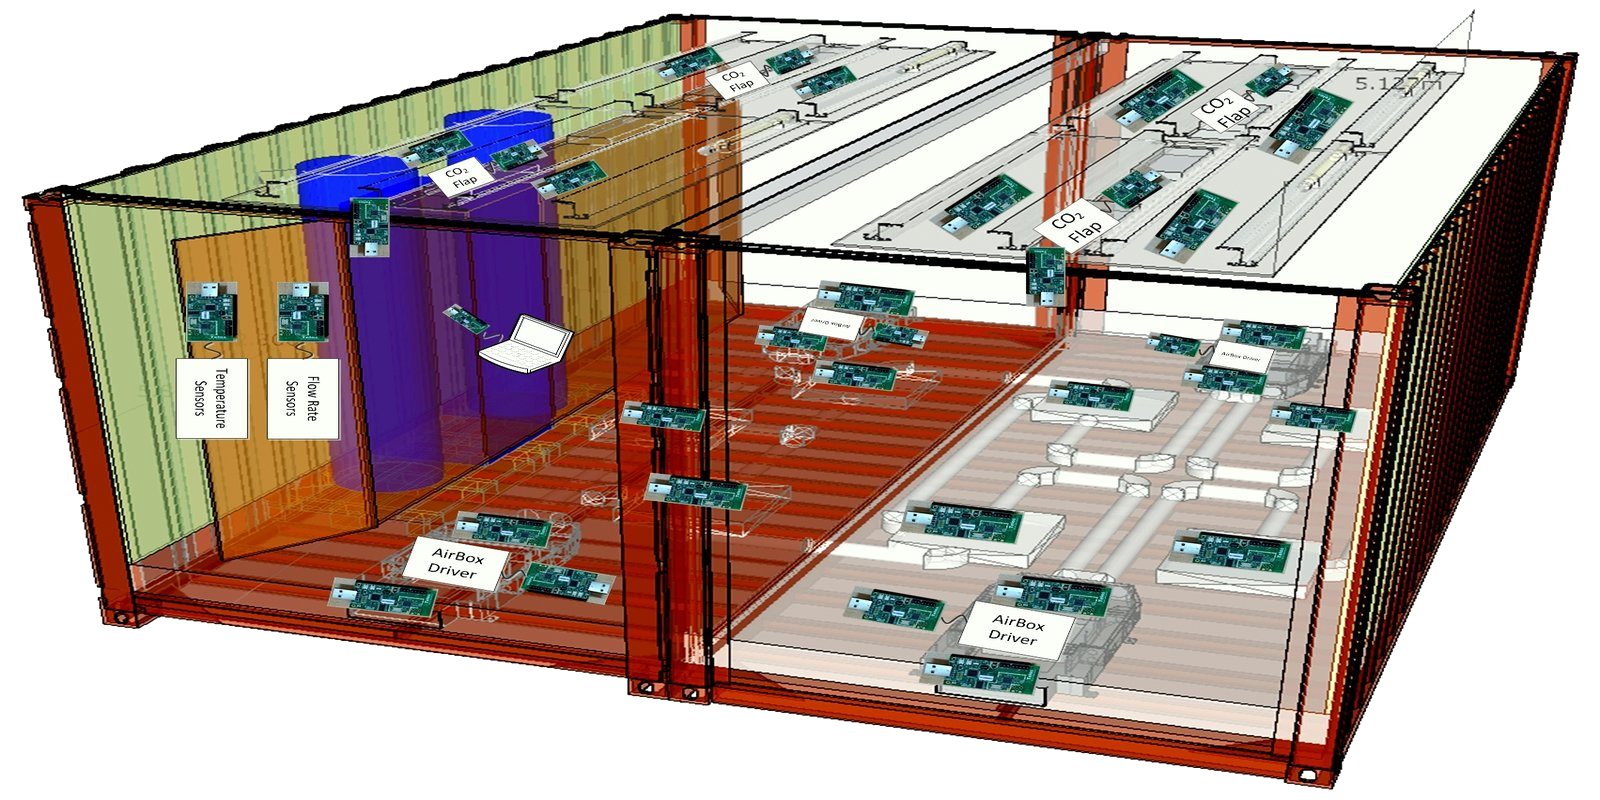 CO₂
Flap
CO₂
Flap
5.127m
CO₂
Flap
CO₂
Flap
Temperature
Sensors
Flow Rate
Sensors
AirBox Driver
AirBox Driver
AirBox
Driver
AirBox
Driver